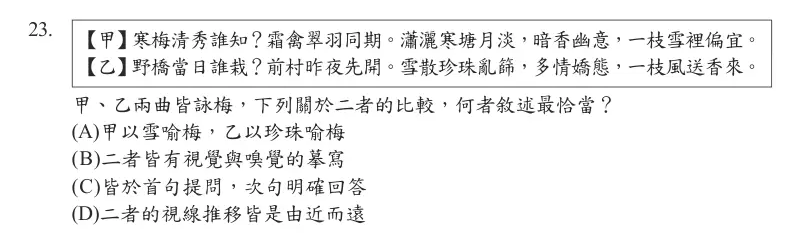 23.
【甲】寒梅清秀誰知？霜禽翠羽同期。瀟灑寒塘月淡，暗香幽意，一枝雪裡偏宜。
【乙】野橋當日誰栽？前村昨夜先開。雪散珍珠亂篩，多情嬌態，一枝風送香來。
甲、乙兩曲皆詠梅，下列關於二者的比較，何者敘述最恰當？
(A)甲以雪喻梅，乙以珍珠喻梅
(B)二者皆有視覺與嗅覺的摹寫
(C)皆於首句提問，次句明確回答
(D)二者的視線推移皆是由近而遠